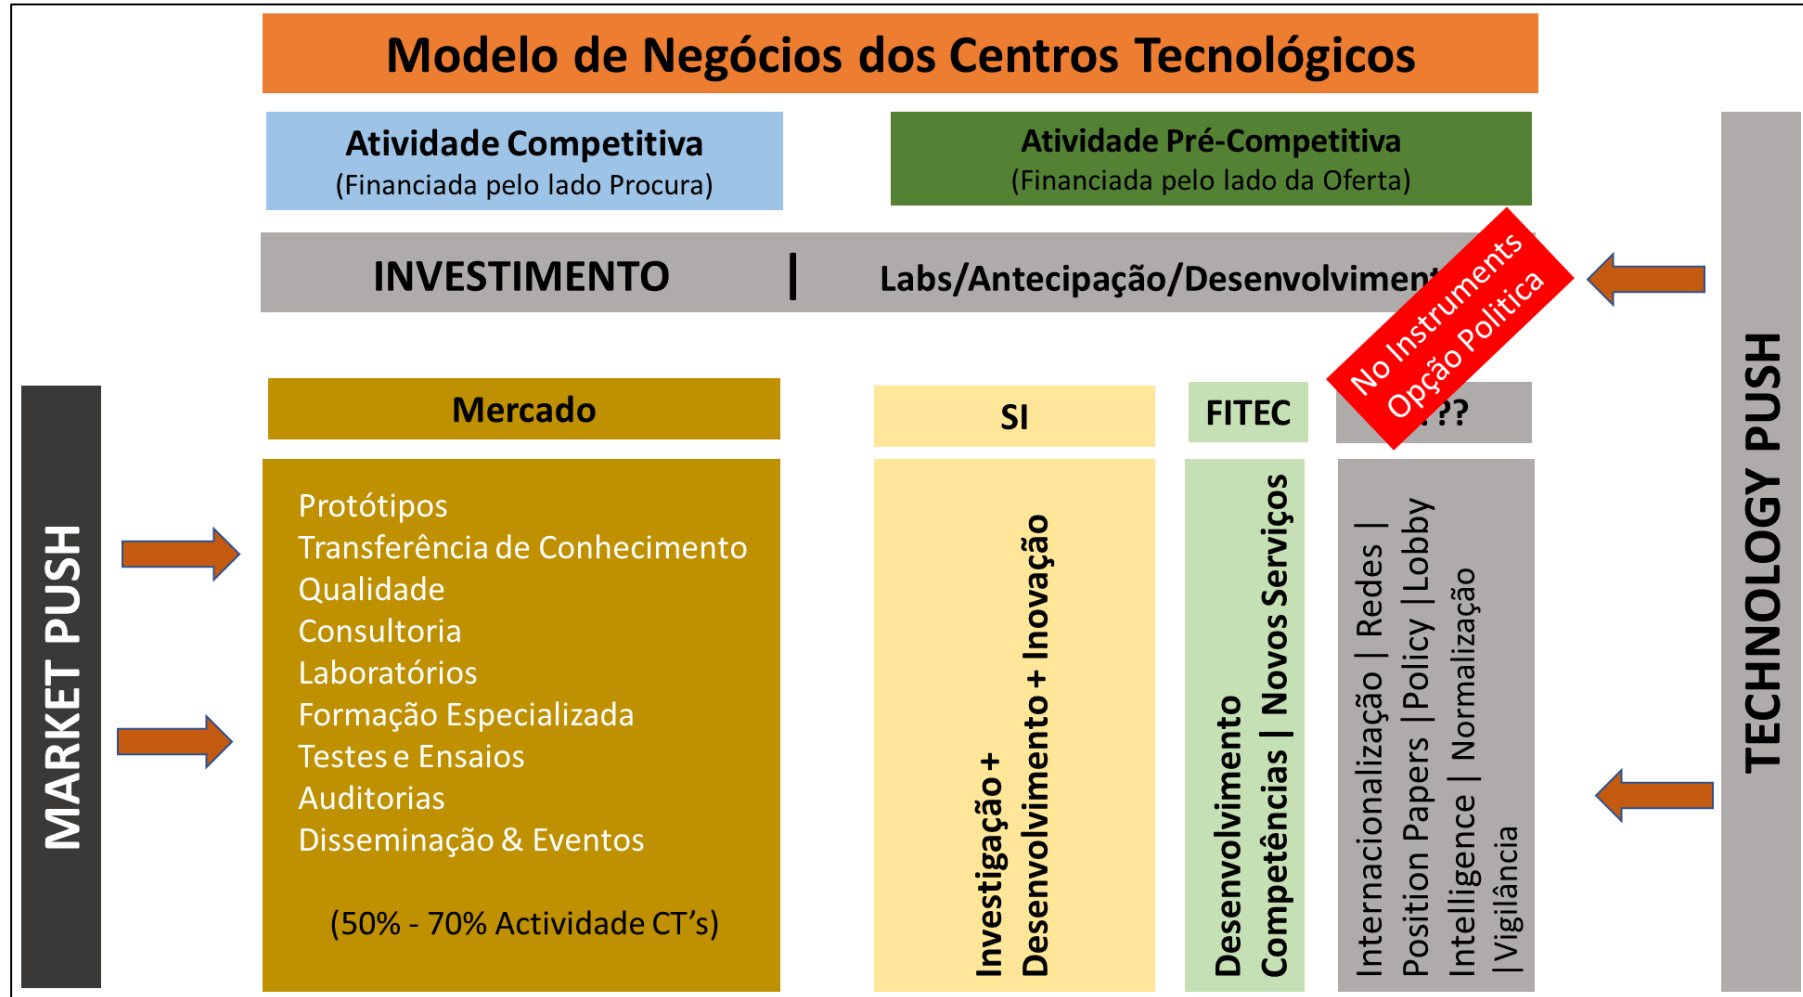 Modelo de Negócios dos Centros Tecnológicos
Atividade Competitiva
(Financiada pelo lado Procura)
Atividade Pré-Competitiva
(Financiada pelo lado da Oferta)
INVESTIMENTO | Labs/Antecipação/Desenvolviment
No Instruments
Opção Politica
MARKET PUSH
Mercado
Protótipos
Transferência de Conhecimento
Qualidade
Consultoria
Laboratórios
Formação Especializada
Testes e Ensaios
Auditorias
Disseminação & Eventos
(50% - 70% Actividade CT's)
SI
Investigação +
Desenvolvimento + Inovação
FITEC
Desenvolvimento
Competências | Novos Serviços
???
Internacionalização | Redes |
Position Papers |Policy |Lobby
Intelligence | Normalização
|Vigilância
TECHNOLOGY PUSH